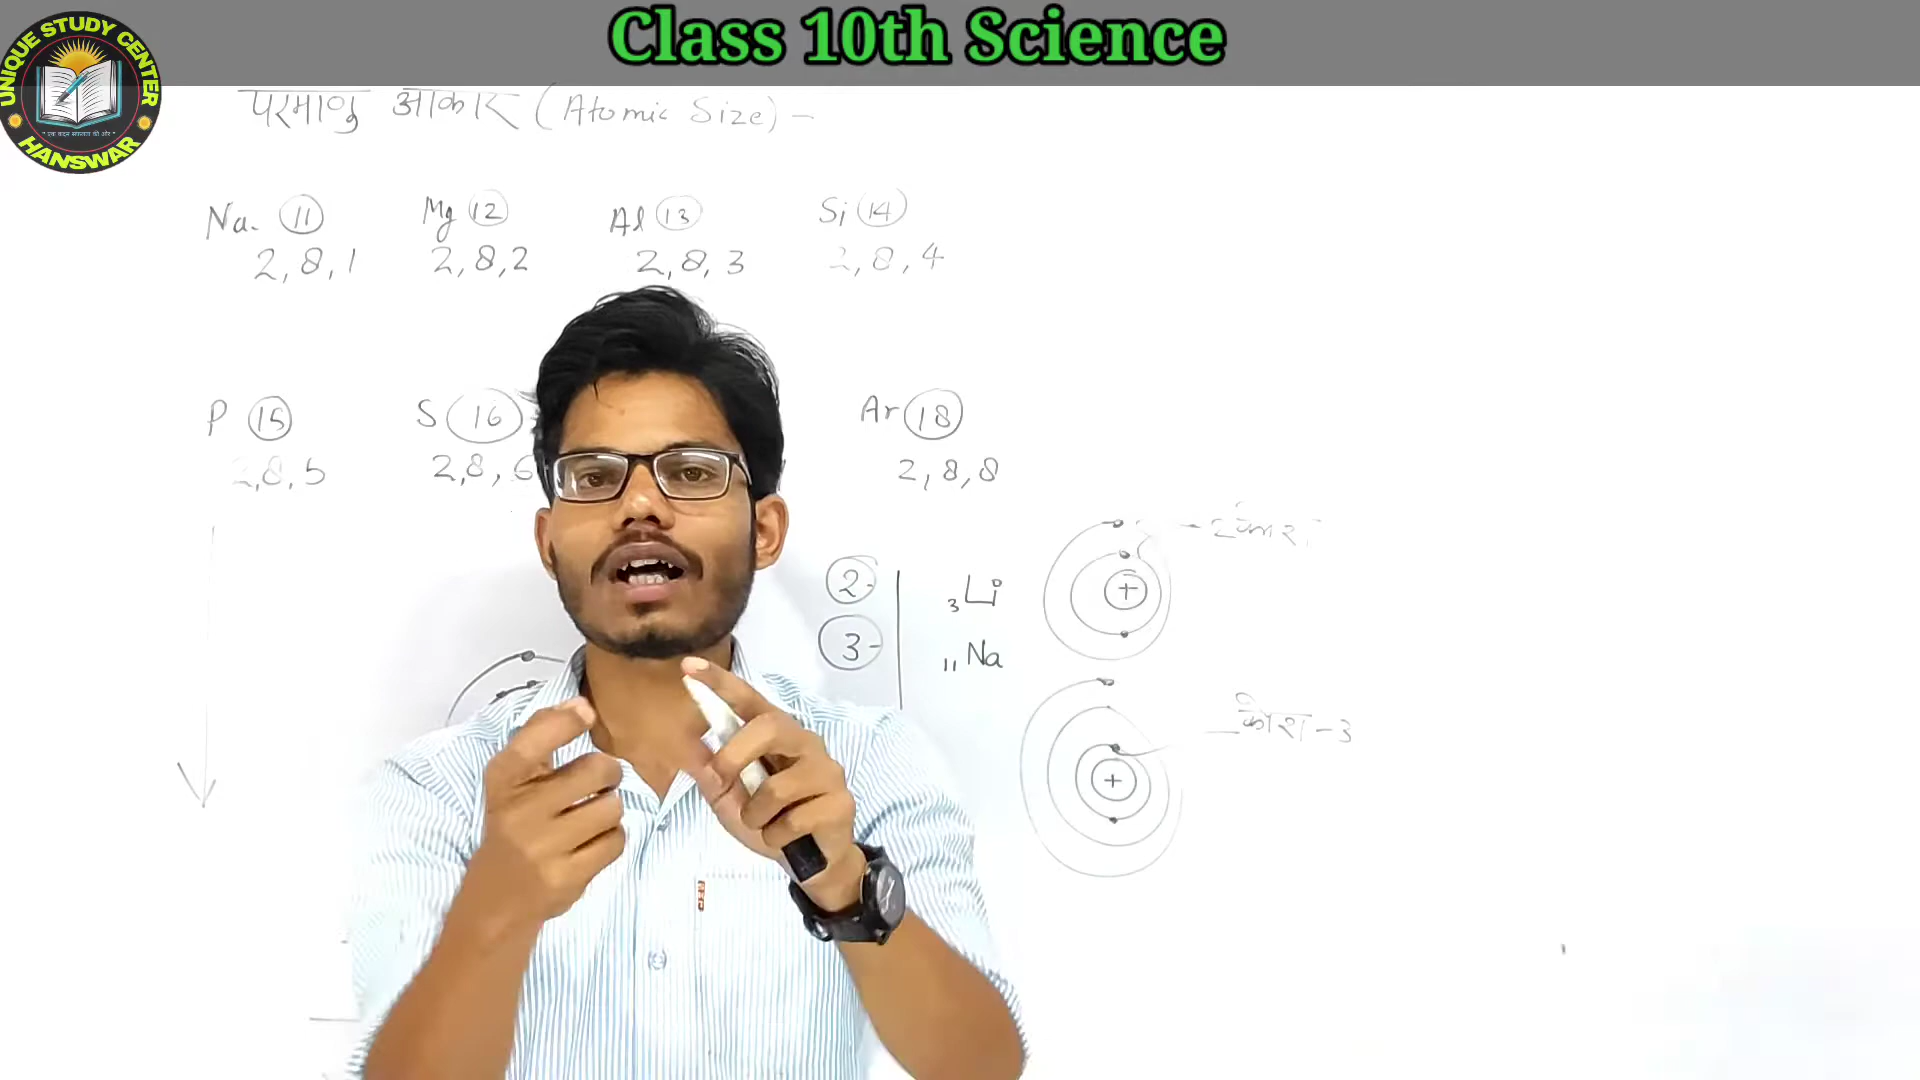 Class 10th Science
UNIQUE STUDY CENTER
HANSWAR
परमाणु आकार (Atomic Size) -
Na. 11 Mg 12 Al 13 Si 14
2,8,1 2,8,2 2,8,3 2,8,4
P 15 S 16 Ar 18
2,8,5 2,8,6 2,8,8
2- 3Li +
3- 11Na
कोश-3
+